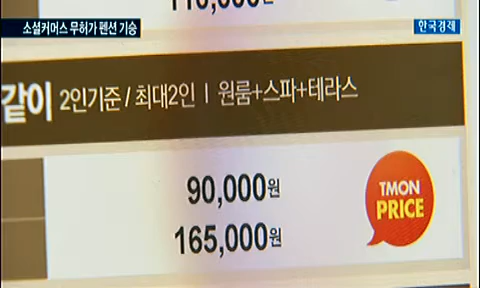 소셜커머스 무허가 펜션 기승
한국경제
같이 2인기준 / 최대2인 | 원룸+스파+테라스
90,000원
165,000원
TMON
PRICE